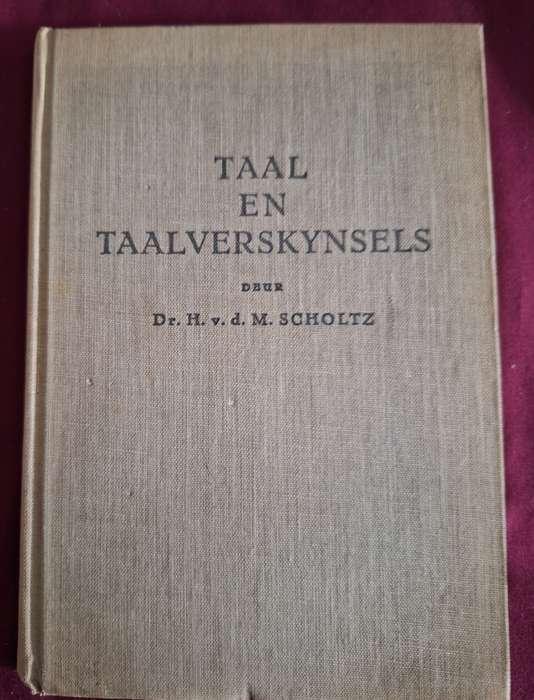 TAAL
EN
TAALVERSKYNSELS
DEUR
Dr. H. v. d. M. SCHOLTZ